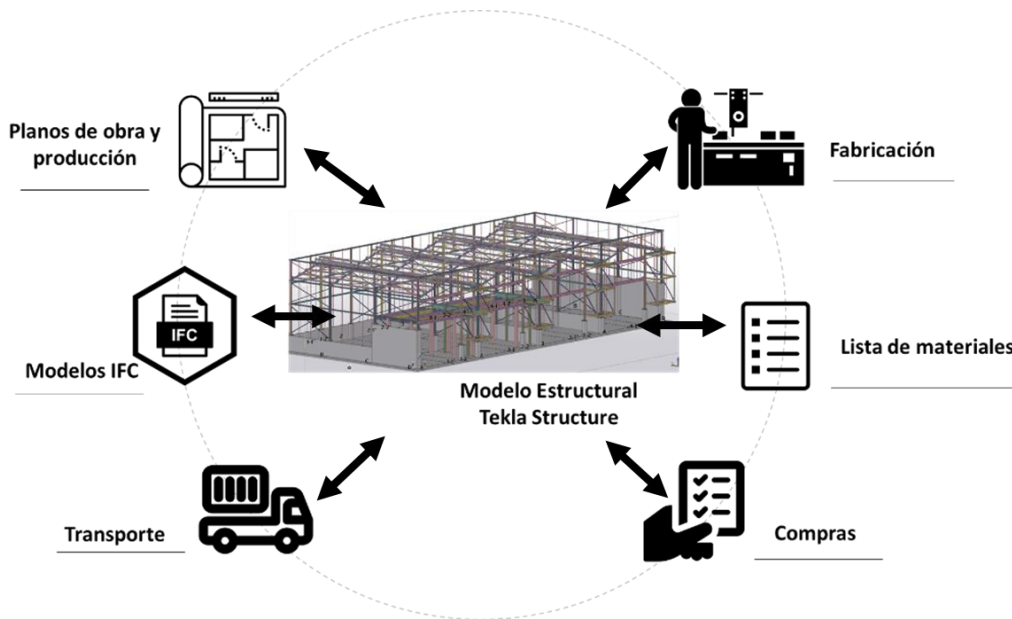 Planos de obra y
producción
Fabricación
IFC
Modelos IFC
Lista de materiales
Modelo Estructural
Tekla Structure
Transporte
Compras